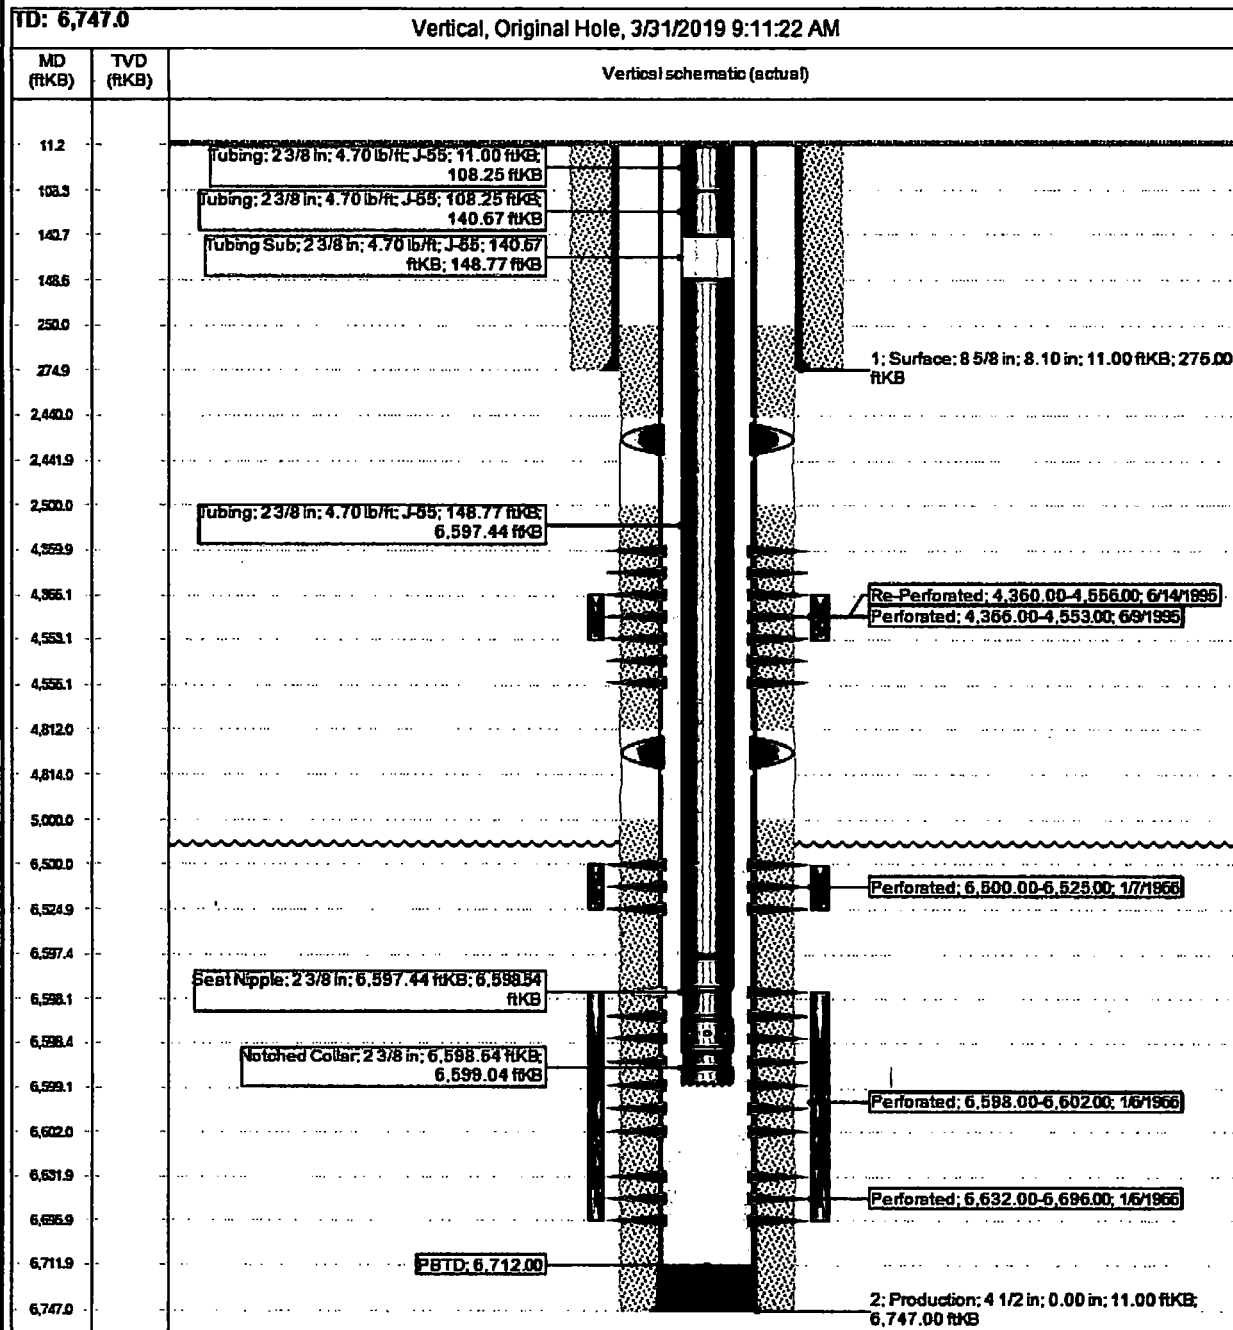 TD: 6,747.0
Vertical, Original Hole, 3/31/2019 9:11:22 AM
MD
(ftKB)
TVD
(ftKB)
Vertical schematic (actual)
11.2
108.3
140.7
148.6
250.0
274.9
2,440.0
2,441.9
2,500.0
4,359.9
4,366.1
4,553.1
4,556.1
4,812.0
4,814.0
5,000.0
6,500.0
6,524.9
6,597.4
6,598.1
6,598.4
6,599.1
6,602.0
6,631.9
6,695.9
6,711.9
6,747.0
Tubing; 2 3/8 in; 4.70 lb/ft; J-55; 11.00 ftKB;
108.25 ftKB
Tubing; 2 3/8 in; 4.70 lb/ft; J-55; 108.25 ftKB;
140.67 ftKB
Tubing Sub; 2 3/8 in; 4.70 lb/ft; J-55; 140.67
ftKB; 148.77 ftKB
1; Surface; 8 5/8 in; 8.10 in; 11.00 ftKB; 275.00
ftKB
Tubing; 2 3/8 in; 4.70 lb/ft; J-55; 148.77 ftKB;
6,597.44 ftKB
Re-Perforated; 4,360.00-4,556.00; 6/14/1995
Perforated; 4,366.00-4,553.00; 6/9/1995
Perforated; 6,500.00-6,525.00; 1/7/1966
Seat Nipple; 2 3/8 in; 6,597.44 ftKB; 6,598.54
ftKB
Notched Collar; 2 3/8 in; 6,598.54 ftKB;
6,599.04 ftKB
Perforated; 6,598.00-6,602.00; 1/6/1966
Perforated; 6,632.00-6,696.00; 1/6/1966
PBTD; 6,712.00
2; Production; 4 1/2 in; 0.00 in; 11.00 ftKB;
6,747.00 ftKB